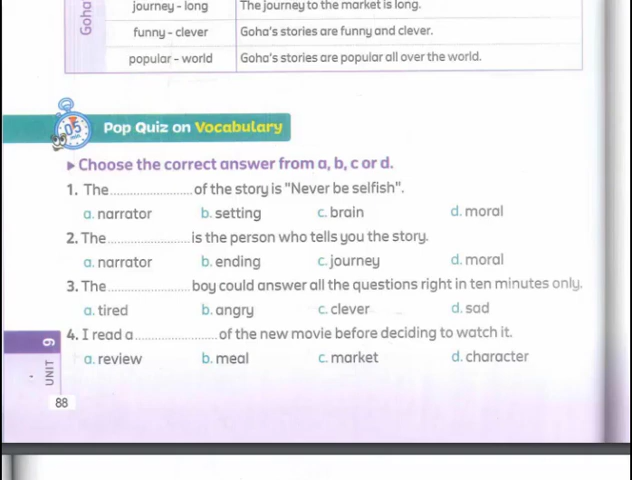 journey - long The journey to the market is long.
Goha funny - clever Goha's stories are funny and clever.
popular - world Goha's stories are popular all over the world.
05 min Pop Quiz on Vocabulary
▶ Choose the correct answer from a, b, c or d.
1. The ........................ of the story is "Never be selfish".
a. narrator b. setting c. brain d. moral
2. The ........................ is the person who tells you the story.
a. narrator b. ending c. journey d. moral
3. The ........................ boy could answer all the questions right in ten minutes only.
a. tired b. angry c. clever d. sad
4. I read a ........................ of the new movie before deciding to watch it.
a. review b. meal c. market d. character
UNIT 9
88